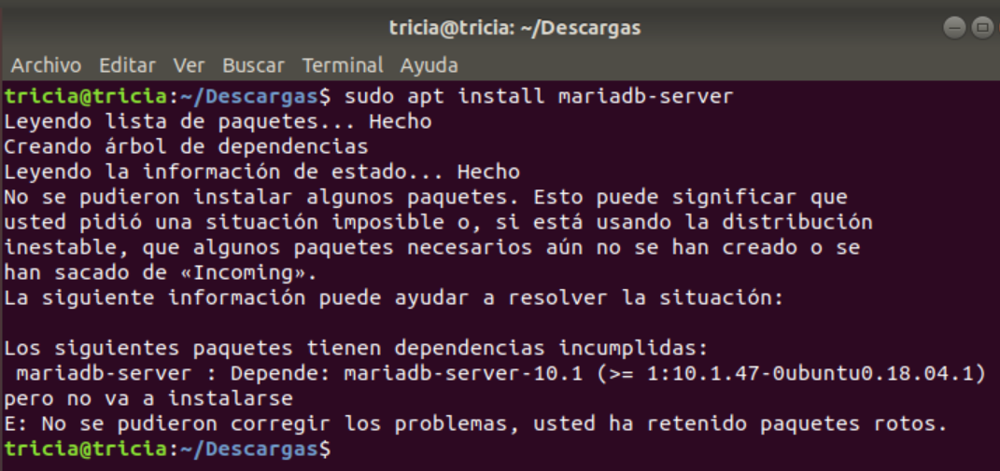 tricia@tricia: ~/Descargas
Archivo Editar Ver Buscar Terminal Ayuda
tricia@tricia:~/Descargas$ sudo apt install mariadb-server
Leyendo lista de paquetes... Hecho
Creando árbol de dependencias
Leyendo la información de estado... Hecho
No se pudieron instalar algunos paquetes. Esto puede significar que
usted pidió una situación imposible o, si está usando la distribución
inestable, que algunos paquetes necesarios aún no se han creado o se
han sacado de «Incoming».
La siguiente información puede ayudar a resolver la situación:
Los siguientes paquetes tienen dependencias incumplidas:
mariadb-server : Depende: mariadb-server-10.1 (>= 1:10.1.47-0ubuntu0.18.04.1)
pero no va a instalarse
E: No se pudieron corregir los problemas, usted ha retenido paquetes rotos.
tricia@tricia:~/Descargas$